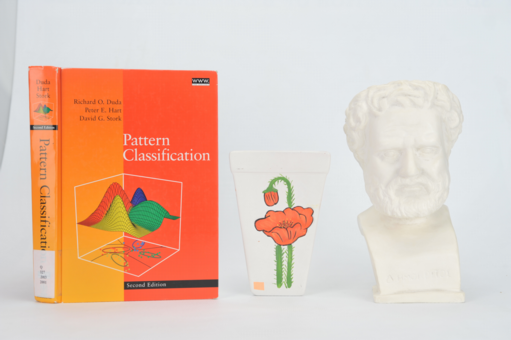 Duda
Hart
Stork
Second Edition
Pattern Classification
www
Richard O. Duda
Peter E. Hart
David G. Stork
Pattern
Classification
Second Edition